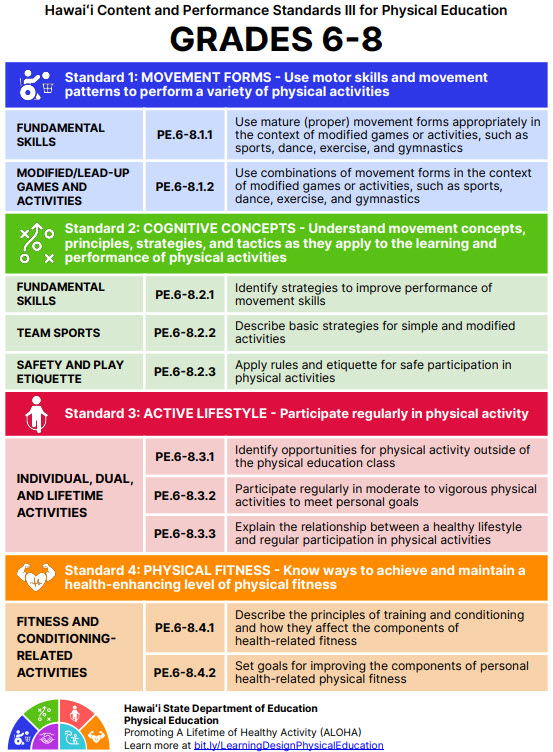 Hawaiʻi Content and Performance Standards III for Physical Education
GRADES 6-8
Standard 1: MOVEMENT FORMS - Use motor skills and movement
patterns to perform a variety of physical activities
FUNDAMENTAL
SKILLS
PE.6-8.1.1
Use mature (proper) movement forms appropriately in
the context of modified games or activities, such as
sports, dance, exercise, and gymnastics
MODIFIED/LEAD-UP
GAMES AND
ACTIVITIES
PE.6-8.1.2
Use combinations of movement forms in the context
of modified games or activities, such as sports,
dance, exercise, and gymnastics
Standard 2: COGNITIVE CONCEPTS - Understand movement concepts,
principles, strategies, and tactics as they apply to the learning and
performance of physical activities
FUNDAMENTAL
SKILLS
PE.6-8.2.1
Identify strategies to improve performance of
movement skills
TEAM SPORTS
PE.6-8.2.2
Describe basic strategies for simple and modified
activities
SAFETY AND PLAY
ETIQUETTE
PE.6-8.2.3
Apply rules and etiquette for safe participation in
physical activities
Standard 3: ACTIVE LIFESTYLE - Participate regularly in physical activity
INDIVIDUAL, DUAL,
AND LIFETIME
ACTIVITIES
PE.6-8.3.1
Identify opportunities for physical activity outside of
the physical education class
PE.6-8.3.2
Participate regularly in moderate to vigorous physical
activities to meet personal goals
PE.6-8.3.3
Explain the relationship between a healthy lifestyle
and regular participation in physical activities
Standard 4: PHYSICAL FITNESS - Know ways to achieve and maintain a
health-enhancing level of physical fitness
FITNESS AND
CONDITIONING-
RELATED
ACTIVITIES
PE.6-8.4.1
Describe the principles of training and conditioning
and how they affect the components of
health-related fitness
PE.6-8.4.2
Set goals for improving the components of personal
health-related physical fitness
Hawaiʻi State Department of Education
Physical Education
Promoting A Lifetime of Healthy Activity (ALOHA)
Learn more at bit.ly/LearningDesignPhysicalEducation